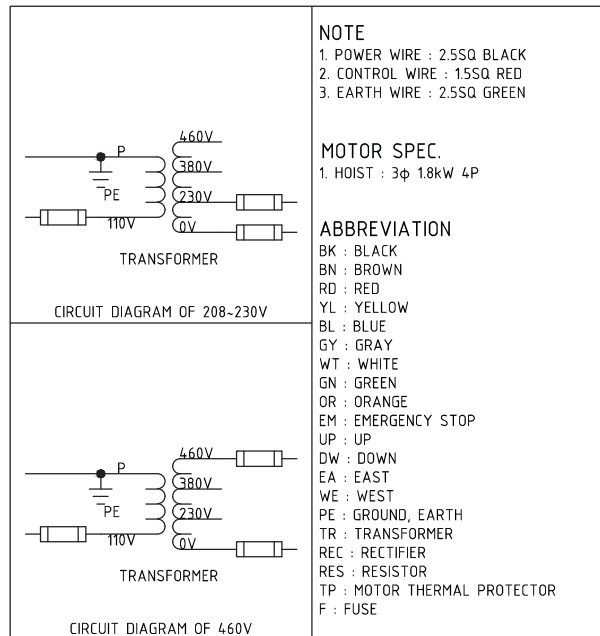 460V
P
380V
PE
230V
110V
0V
TRANSFORMER
CIRCUIT DIAGRAM OF 208~230V
460V
P
380V
PE
230V
110V
0V
TRANSFORMER
CIRCUIT DIAGRAM OF 460V
NOTE
1. POWER WIRE : 2.5SQ BLACK
2. CONTROL WIRE : 1.5SQ RED
3. EARTH WIRE : 2.5SQ GREEN
MOTOR SPEC.
1. HOIST : 3φ 1.8kW 4P
ABBREVIATION
BK : BLACK
BN : BROWN
RD : RED
YL : YELLOW
BL : BLUE
GY : GRAY
WT : WHITE
GN : GREEN
OR : ORANGE
EM : EMERGENCY STOP
UP : UP
DW : DOWN
EA : EAST
WE : WEST
PE : GROUND, EARTH
TR : TRANSFORMER
REC : RECTIFIER
RES : RESISTOR
TP : MOTOR THERMAL PROTECTOR
F : FUSE